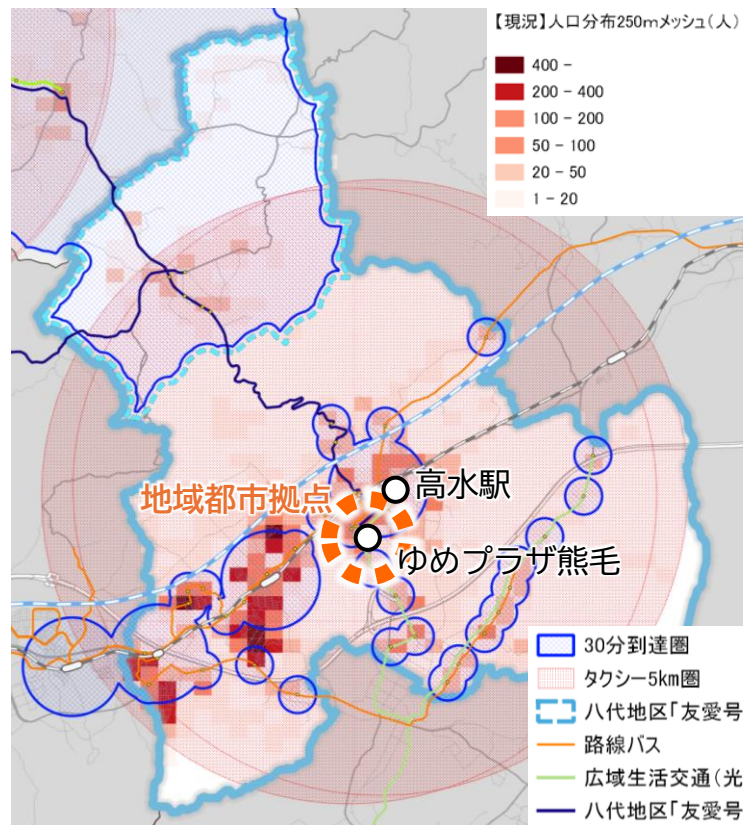 【現況】人口分布250mメッシュ(人)
400 -
200 - 400
100 - 200
50 - 100
20 - 50
1 - 20
高水駅
地域都市拠点
ゆめプラザ熊毛
30分到達圏
タクシー5km圏
八代地区「友愛号
路線バス
広域生活交通(光
八代地区「友愛号